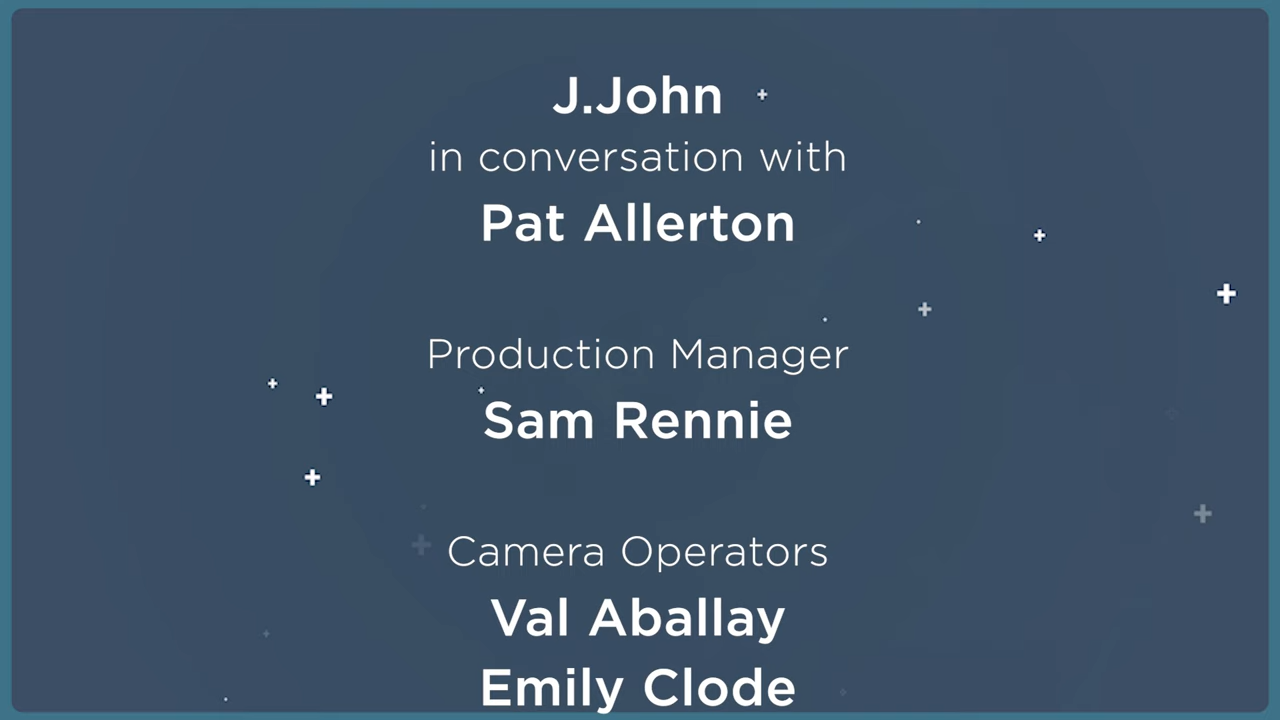 J.John
in conversation with
Pat Allerton
Production Manager
Sam Rennie
Camera Operators
Val Aballay
Emily Clode